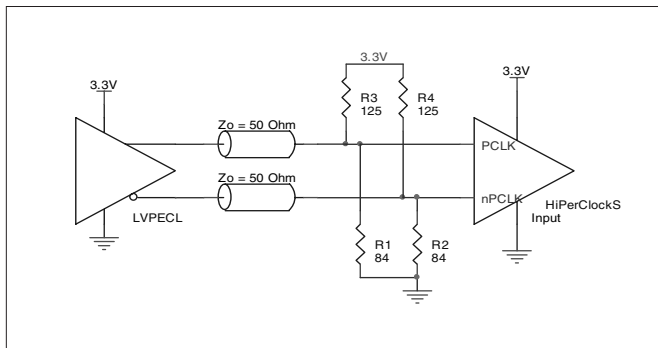 3.3V
3.3V
3.3V
R3
125
R4
125
Zo = 50 Ohm
PCLK
Zo = 50 Ohm
nPCLK
HiPerClockS
Input
LVPECL
R1
84
R2
84